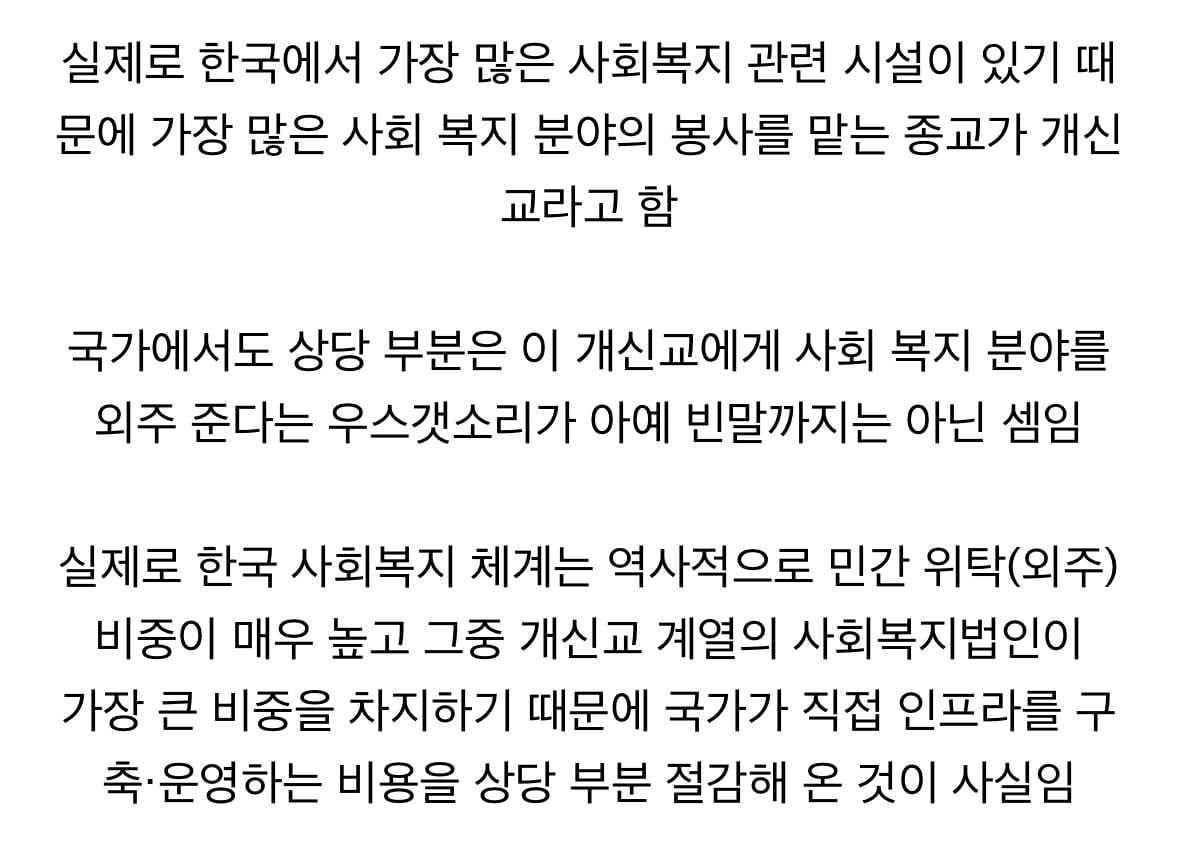 실제로 한국에서 가장 많은 사회복지 관련 시설이 있기 때
문에 가장 많은 사회 복지 분야의 봉사를 맡는 종교가 개신
교라고 함
국가에서도 상당 부분은 이 개신교에게 사회 복지 분야를
외주 준다는 우스갯소리가 아예 빈말까지는 아닌 셈임
실제로 한국 사회복지 체계는 역사적으로 민간 위탁(외주)
비중이 매우 높고 그중 개신교 계열의 사회복지법인이
가장 큰 비중을 차지하기 때문에 국가가 직접 인프라를 구
축·운영하는 비용을 상당 부분 절감해 온 것이 사실임